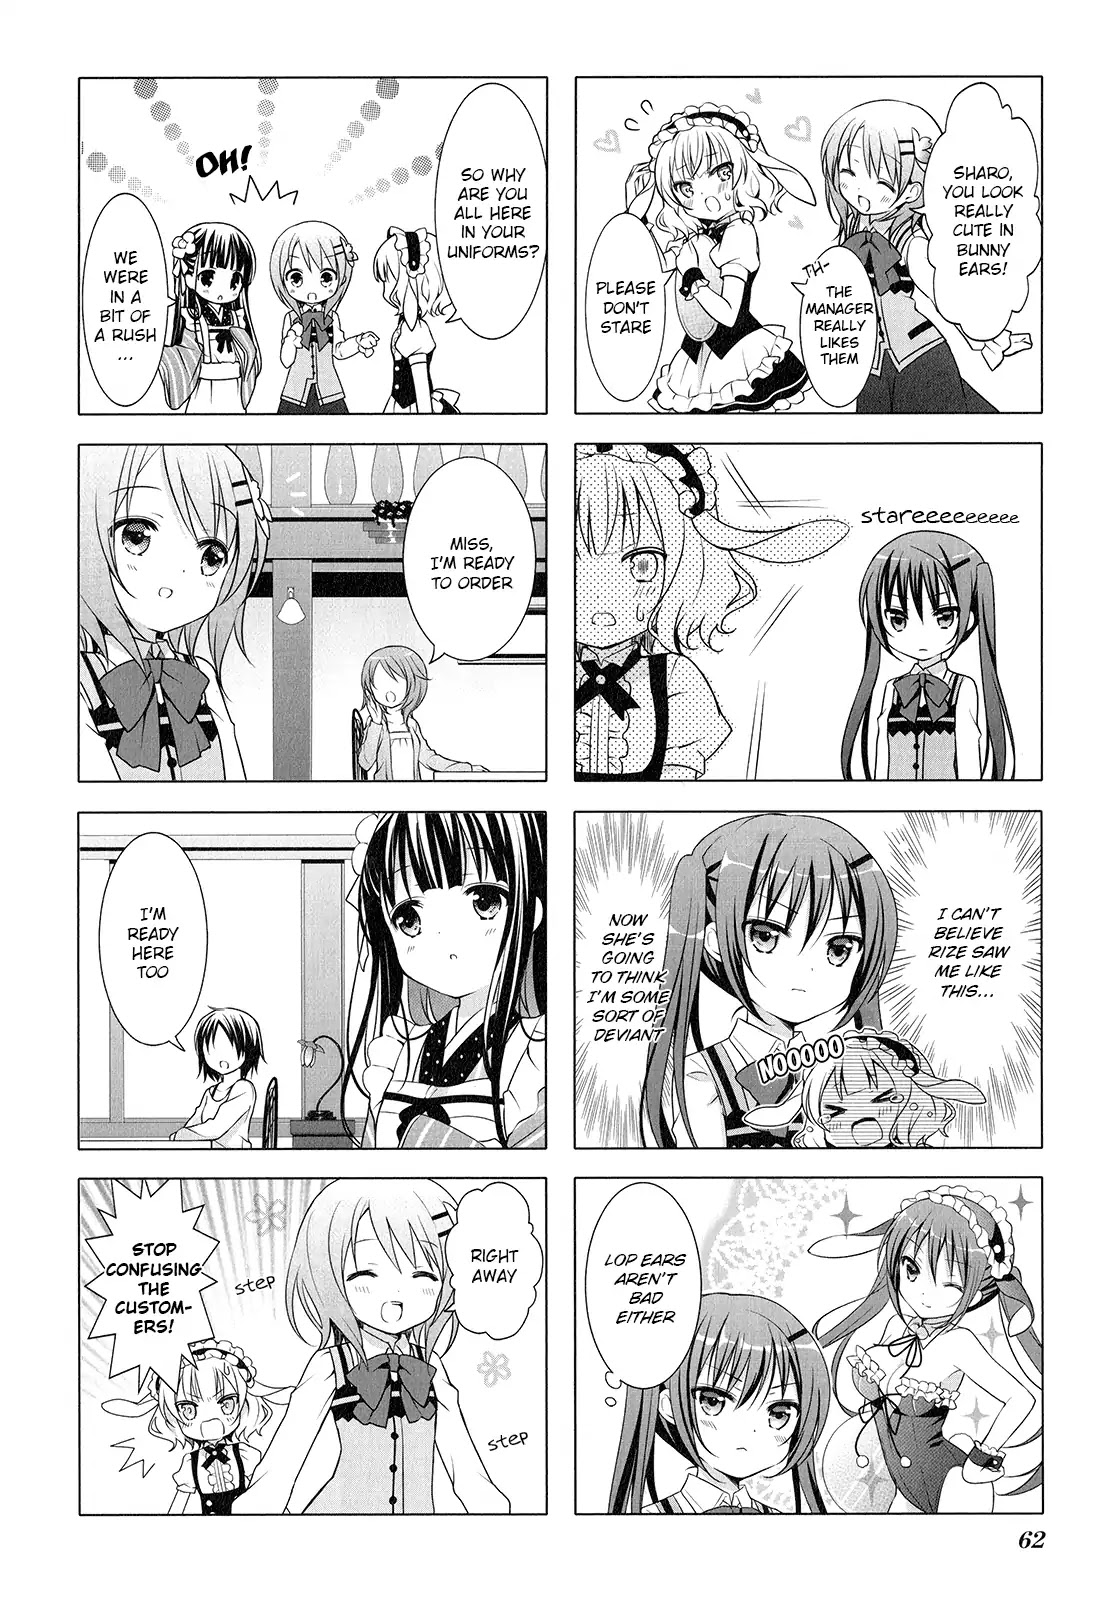 SHARO,
YOU LOOK
REALLY
CUTE IN
BUNNY
EARS!
TH-
THE
MANAGER
REALLY
LIKES
THEM
PLEASE
DON'T
STARE
stareeeeeeeeee
I CAN'T
BELIEVE
RIZE SAW
ME LIKE
THIS...
NOW
SHE'S
GOING
TO THINK
I'M SOME
SORT OF
DEVIANT
NOOOOO
LOP EARS
AREN'T
BAD
EITHER
SO WHY
ARE YOU
ALL HERE
IN YOUR
UNIFORMS?
OH!
WE
WERE
IN A
BIT OF
A RUSH
...
MISS,
I'M READY
TO ORDER
I'M
READY
HERE
TOO
RIGHT
AWAY
step
step
STOP
CONFUSING
THE
CUSTOM-
ERS!
62